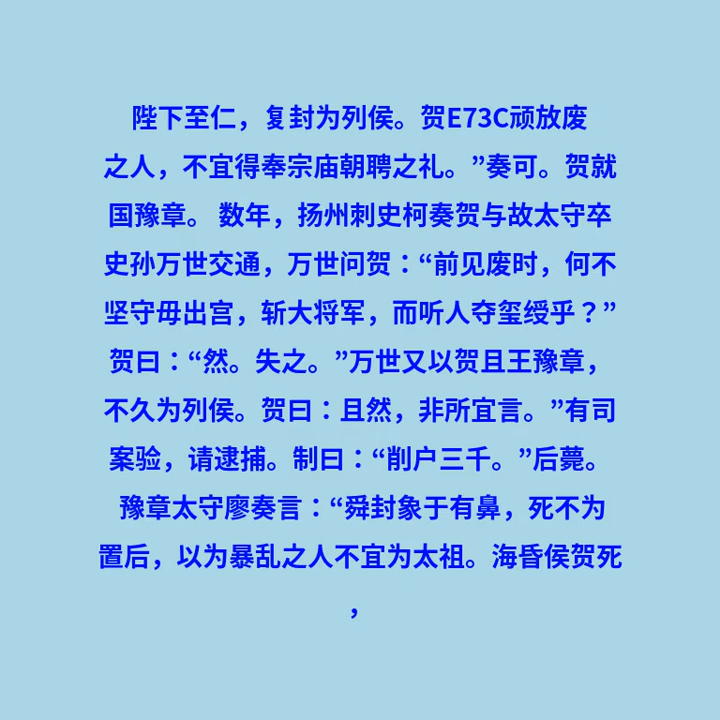 陛下至仁，复封为列侯。贺E73C顽放废
之人，不宜得奉宗庙朝聘之礼。”奏可。贺就
国豫章。 数年，扬州刺史柯奏贺与故太守卒
史孙万世交通，万世问贺：“前见废时，何不
坚守毋出宫，斩大将军，而听人夺玺绶乎？”
贺曰：“然。失之。”万世又以贺且王豫章，
不久为列侯。贺曰：且然，非所宜言。”有司
案验，请逮捕。制曰：“削户三千。”后薨。
豫章太守廖奏言：“舜封象于有鼻，死不为
置后，以为暴乱之人不宜为太祖。海昏侯贺死
，